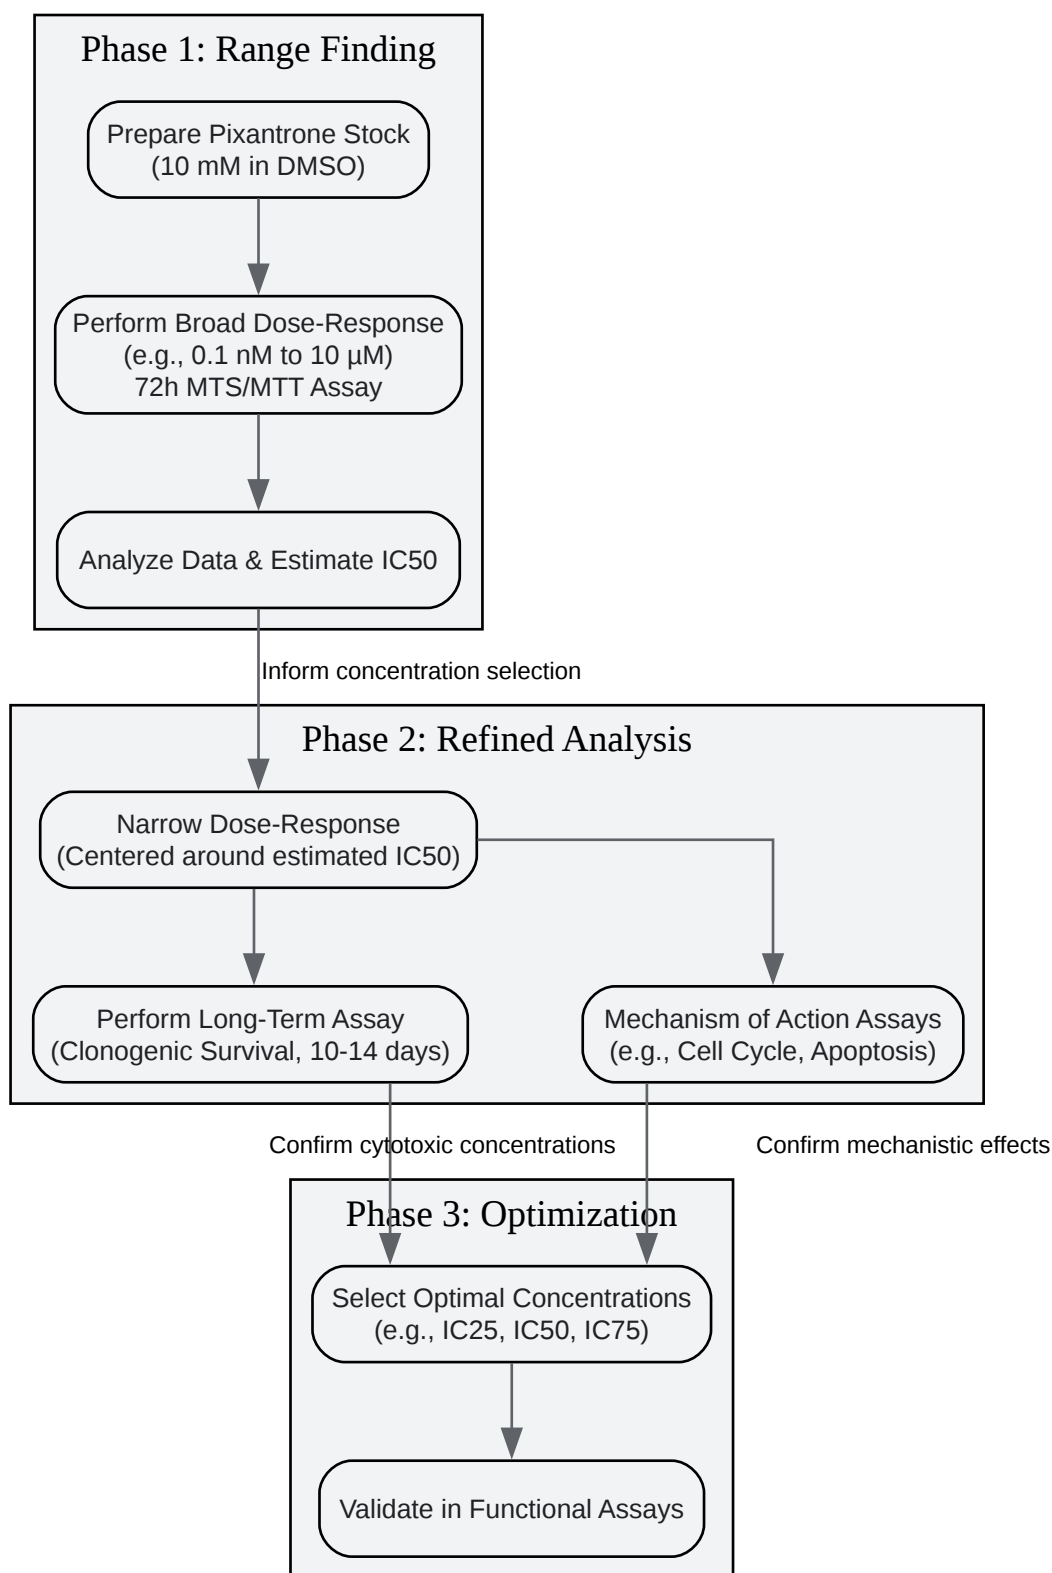 Phase 1: Range Finding
Prepare Pixantrone Stock
(10 mM in DMSO)
Perform Broad Dose-Response
(e.g., 0.1 nM to 10 µM)
72h MTS/MTT Assay
Analyze Data & Estimate IC50
Inform concentration selection
Phase 2: Refined Analysis
Narrow Dose-Response
(Centered around estimated IC50)
Perform Long-Term Assay
(Clonogenic Survival, 10-14 days)
Mechanism of Action Assays
(e.g., Cell Cycle, Apoptosis)
Confirm cytotoxic concentrations
Confirm mechanistic effects
Phase 3: Optimization
Select Optimal Concentrations
(e.g., IC25, IC50, IC75)
Validate in Functional Assays